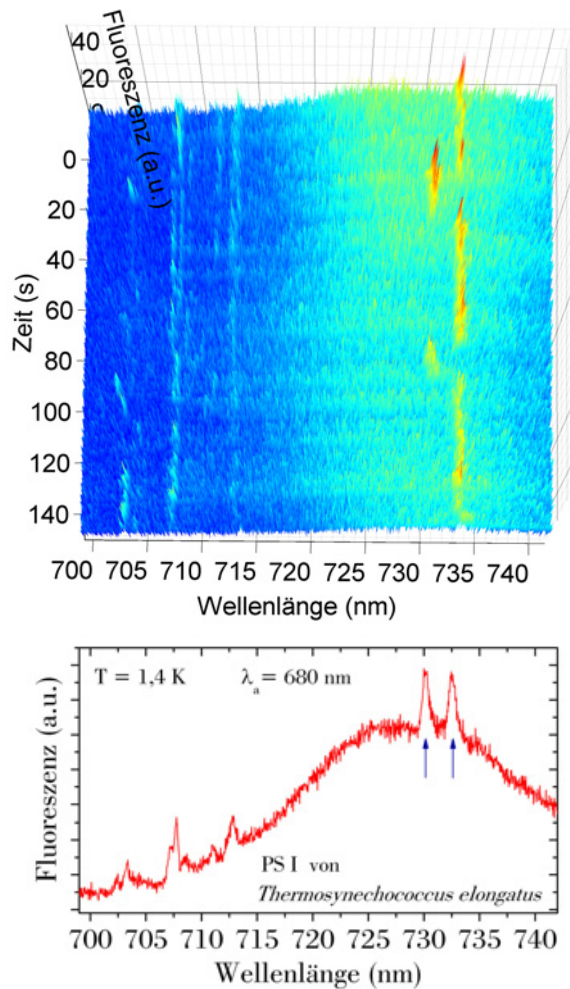 40
20
0
Fluoreszenz (a.u.)
0
20
40
60
80
100
120
140
Zeit (s)
700 705 710 715 720 725 730 735 740
Wellenlänge (nm)
T = 1,4 K λa = 680 nm
Fluoreszenz (a.u.)
PS I von
Thermosynechococcus elongatus
700 705 710 715 720 725 730 735 740
Wellenlänge (nm)